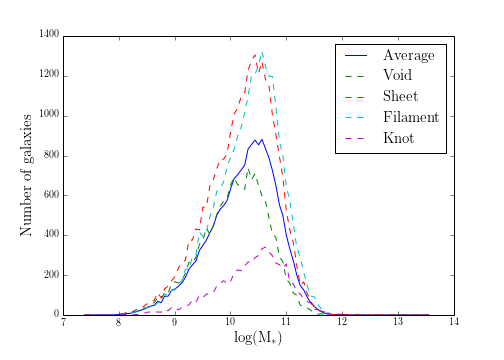 1400
1200
1000
800
600
400
200
0
Number of galaxies
Average
Void
Sheet
Filament
Knot
7 8 9 10 11 12 13 14
log(M*)